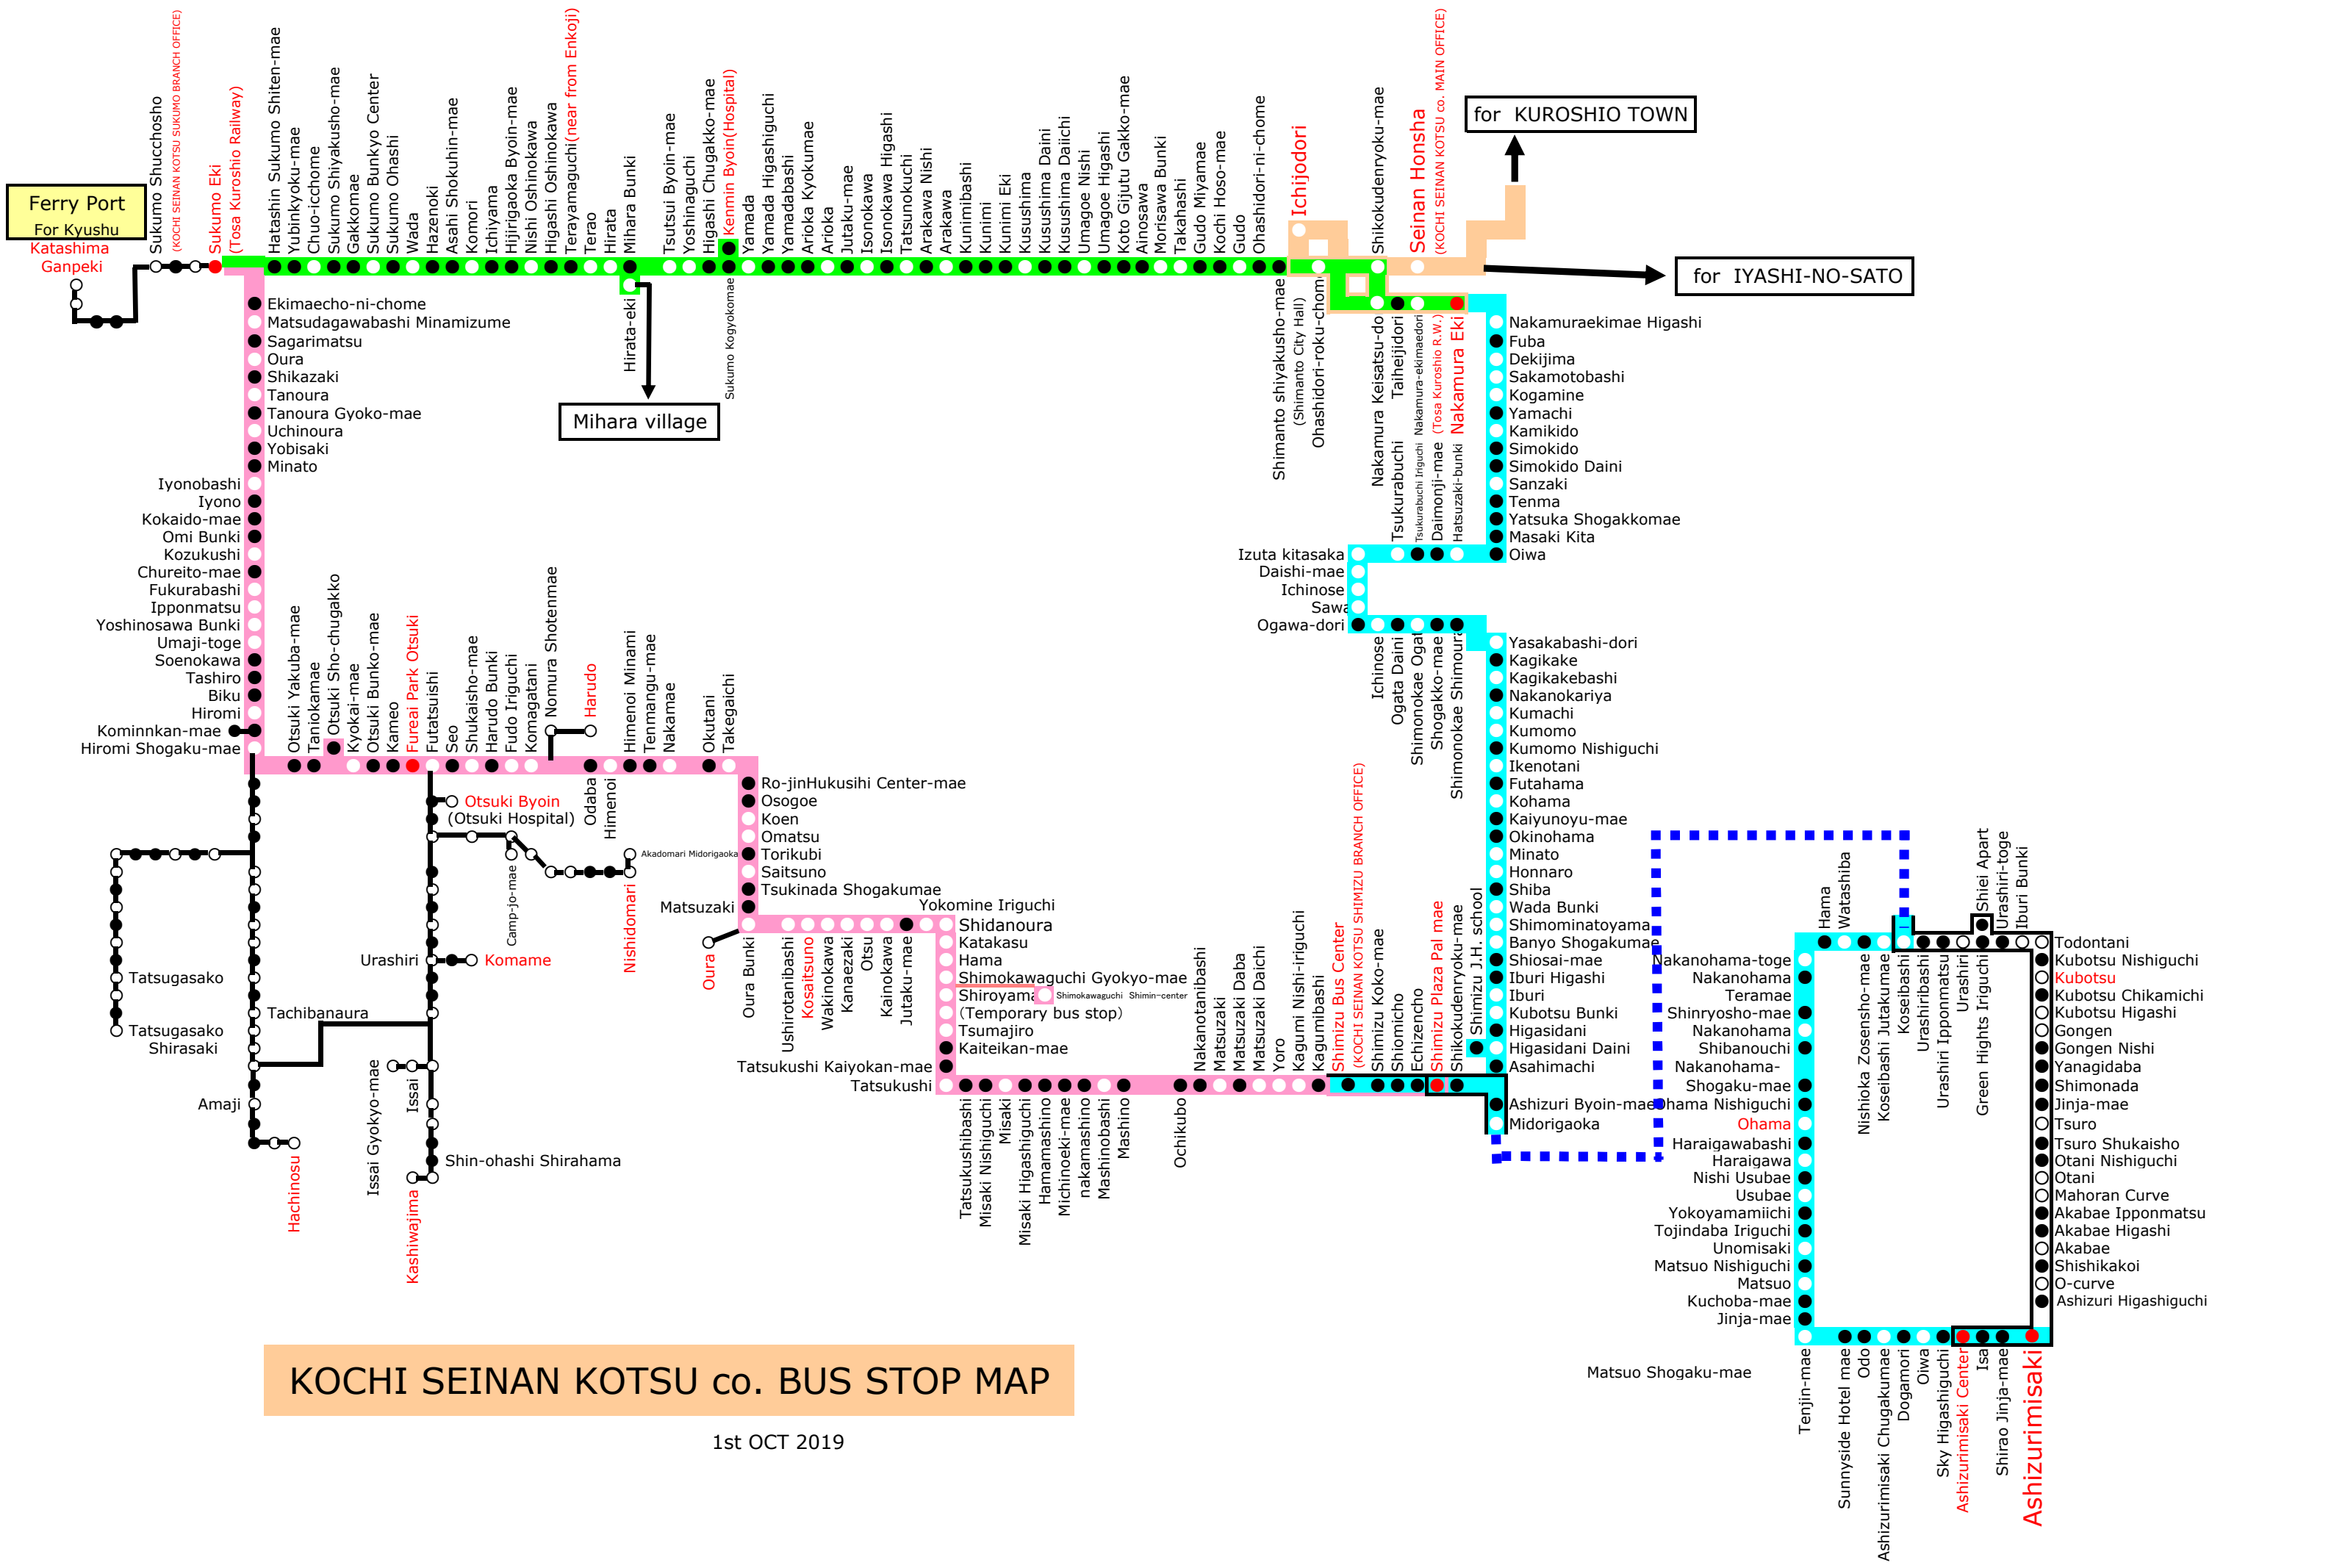 Ferry Port
For Kyushu
Katashima
Ganpeki
Sukumo Shucchosho
(KOCHI SEINAN KOTSU SUKUMO BRANCH OFFICE)
Sukumo Eki
(Tosa Kuroshio Railway)
Hatashin Sukumo Shiten-mae
Yubinkyoku-mae
Chuo-icchome
Sukumo Shiyakusho-mae
Gakkomae
Sukumo Bunkyo Center
Sukumo Ohashi
Wada
Hazenoki
Asahi Shokuhin-mae
Komori
Ichiyama
Hijirigaoka Byoin-mae
Nishi Oshinokawa
Higashi Oshinokawa
Terayamaguchi(near from Enkoji)
Terao
Hirata
Mihara Bunki
Tsutsui Byoin-mae
Yoshinaguchi
Higashi Chugakko-mae
Kenmin Byoin(Hospital)
Yamada
Yamada Higashiguchi
Yamadabashi
Arioka Kyokumae
Arioka
Jutaku-mae
Isonokawa
Isonokawa Higashi
Tatsunokuchi
Arakawa Nishi
Arakawa
Kunimibashi
Kunimi
Kunimi Eki
Kusushima
Kusushima Daini
Kusushima Daiichi
Umagoe Nishi
Umagoe Higashi
Koto Gijutu Gakko-mae
Ainosawa
Morisawa Bunki
Takahashi
Gudo Miyamae
Kochi Hoso-mae
Gudo
Ohashidori-ni-chome
Ichijodori
Shikokudenryoku-mae
Seinan Honsha
(KOCHI SEINAN KOTSU co. MAIN OFFICE)
for KUROSHIO TOWN
for IYASHI-NO-SATO
Hirata-eki
Mihara village
Sukumo Kogyokomae
Shimanto shiyakusho-mae
(Shimanto City Hall)
Ohashidori-roku-chome
Nakamura Keisatsu-do
Taiheijidori
Nakamura-ekimaedori
(Tosa Kuroshio R.W.)
Nakamura Eki
Ekimaecho-ni-chome
Matsudagawabashi Minamizume
Sagarimatsu
Oura
Shikazaki
Tanoura
Tanoura Gyoko-mae
Uchinoura
Yobisaki
Minato
Iyonobashi
Iyono
Kokaido-mae
Omi Bunki
Kozukushi
Chureito-mae
Fukurabashi
Ipponmatsu
Yoshinosawa Bunki
Umaji-toge
Soenokawa
Tashiro
Biku
Hiromi
Kominnkan-mae
Hiromi Shogaku-mae
Nakamuraekimae Higashi
Fuba
Dekijima
Sakamotobashi
Kogamine
Yamachi
Kamikido
Simokido
Simokido Daini
Sanzaki
Tenma
Yatsuka Shogakkomae
Masaki Kita
Oiwa
Tsukurabuchi
Tsukurabuchi Iriguchi
Daimonji-mae
Hatsuzaki-bunki
Izuta kitasaka
Daishi-mae
Ichinose
Sawa
Ogawa-dori
Ichinose
Ogata Daini
Shimonokae Ogat
Shogakko-mae
Shimonokae Shimoura
Yasakabashi-dori
Kagikake
Kagikakebashi
Nakanokariya
Kumachi
Kumomo
Kumomo Nishiguchi
Ikenotani
Futahama
Kohama
Kaiyunoyu-mae
Okinohama
Minato
Honnaro
Shiba
Wada Bunki
Shimominatoyama
Banyo Shogakumae
Shiosai-mae
Iburi Higashi
Iburi
Kubotsu Bunki
Higasidani
Higasidani Daini
Asahimachi
Ashizuri Byoin-mae
Midorigaoka
Otsuki Yakuba-mae
Taniokamae
Otsuki Sho-chugakko
Kyokai-mae
Otsuki Bunko-mae
Kameo
Fureai Park Otsuki
Futatsuishi
Seo
Shukaisho-mae
Harudo Bunki
Fudo Iriguchi
Komagatani
Nomura Shotenmae
Harudo
Odaba
Himenoi
Himenoi Minami
Tenmangu-mae
Nakamae
Okutani
Takegaichi
Otsuki Byoin
(Otsuki Hospital)
Camp-jo-mae
Akadomari Midorigaoka
Nishidomari
Urashiri
Komame
Tatsugasako
Tatsugasako
Shirasaki
Tachibanaura
Amaji
Hachinosu
Issai Gyokyo-mae
Issai
Shin-ohashi Shirahama
Kashiwajima
Ro-jinHukusihi Center-mae
Osogoe
Koen
Omatsu
Torikubi
Saitsuno
Tsukinada Shogakumae
Matsuzaki
Oura
Oura Bunki
Ushirotanibashi
Kosaitsuno
Wakinokawa
Kanaezaki
Otsu
Kainokawa
Jutaku-mae
Yokomine Iriguchi
Shidanoura
Katakasu
Hama
Shimokawaguchi Gyokyo-mae
Shiroyama
Shimokawaguchi Shimin-center
(Temporary bus stop)
Tsumajiro
Kaiteikan-mae
Tatsukushi Kaiyokan-mae
Tatsukushi
Tatsukushibashi
Misaki Nishiguchi
Misaki
Misaki Higashiguchi
Hamamashino
Michinoeki-mae
nakamashino
Mashinobashi
Mashino
Ochikubo
Nakanotanibashi
Matsuzaki
Matsuzaki Daba
Matsuzaki Daichi
Yoro
Kagumi Nishi-iriguchi
Kagumibashi
Shimizu Bus Center
(KOCHI SEINAN KOTSU SHIMIZU BRANCH OFFICE)
Shimizu Koko-mae
Shiomicho
Echizencho
Shimizu Plaza Pal mae
Shikokudenryoku-mae
Shimizu J.H. school
Hama
Watashiba
Nishioka Zosensho-mae
Koseibashi Jutakumae
Koseibashi
Urashiribashi
Urashiri Ipponmatsu
Urashiri
Green Hights Iriguchi
Shiei Apart
Urashiri-toge
Iburi Bunki
Nakanohama-toge
Nakanohama
Teramae
Shinryosho-mae
Nakanohama
Shibanouchi
Nakanohama-
Shogaku-mae
Ohama Nishiguchi
Ohama
Haraigawabashi
Haraigawa
Nishi Usubae
Usubae
Yokoyamamiichi
Tojindaba Iriguchi
Unomisaki
Matsuo Nishiguchi
Matsuo
Kuchoba-mae
Jinja-mae
Matsuo Shogaku-mae
Todontani
Kubotsu Nishiguchi
Kubotsu
Kubotsu Chikamichi
Kubotsu Higashi
Gongen
Gongen Nishi
Yanagidaba
Shimonada
Jinja-mae
Tsuro
Tsuro Shukaisho
Otani Nishiguchi
Otani
Mahoran Curve
Akabae Ipponmatsu
Akabae Higashi
Akabae
Shishikakoi
O-curve
Ashizuri Higashiguchi
Tenjin-mae
Sunnyside Hotel mae
Odo
Ashizurimisaki Chugakumae
Dogamori
Oiwa
Sky Higashiguchi
Ashizurimisaki Center
Isa
Shirao Jinja-mae
Ashizurimisaki
KOCHI SEINAN KOTSU co. BUS STOP MAP
1st OCT 2019